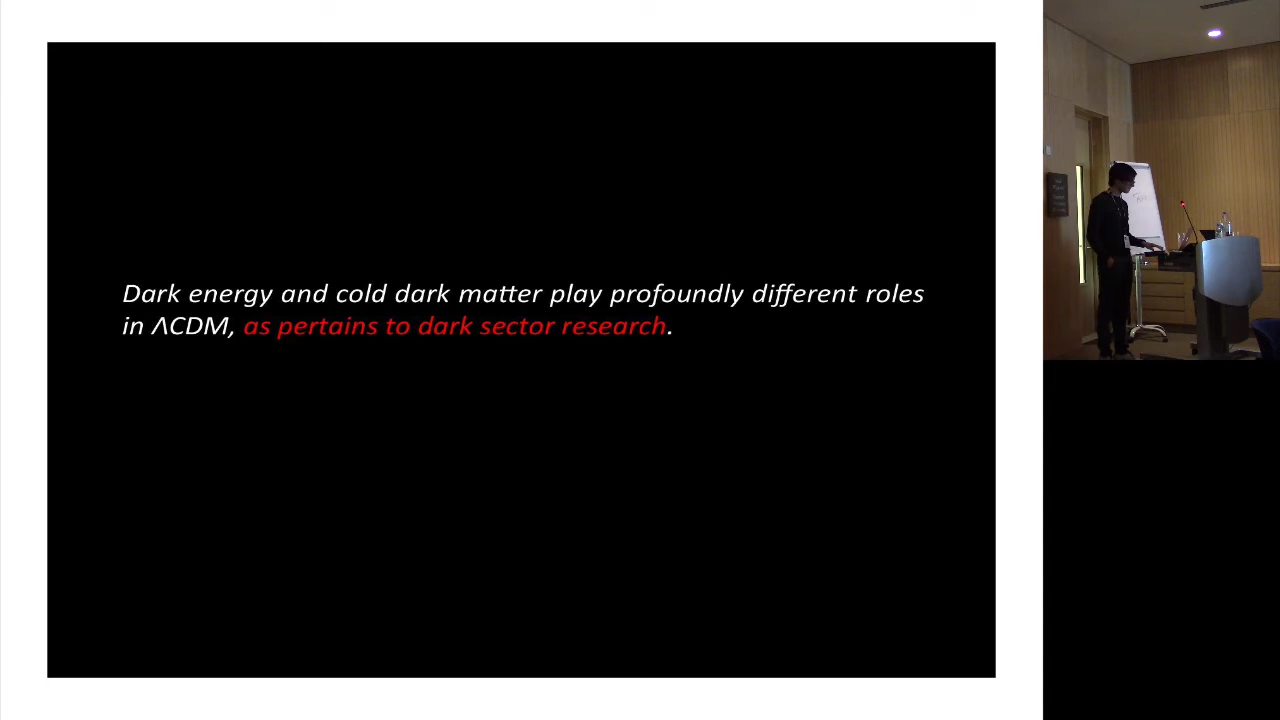 Dark energy and cold dark matter play profoundly different roles
in ΛCDM, as pertains to dark sector research.